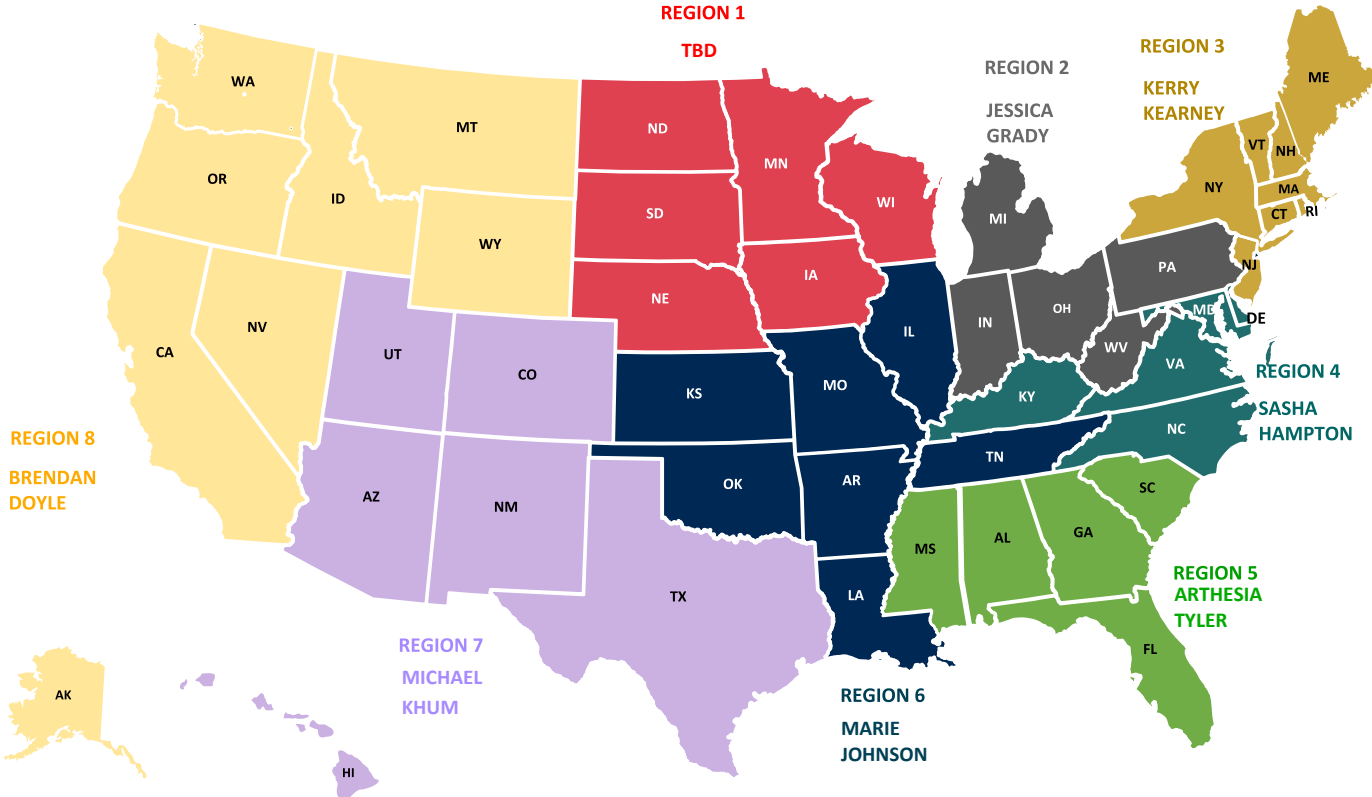 REGION 1
TBD
REGION 2
JESSICA
GRADY
REGION 3
KERRY
KEARNEY
ME
WA
MT
ND
MN
VT
NH
OR
ID
SD
WI
NY
MA
CT
RI
MI
WY
NE
IA
PA
NJ
NV
CA
UT
CO
IL
IN
OH
WV
MD
DE
KS
MO
KY
VA
REGION 4
SASHA
HAMPTON
NC
TN
REGION 8
BRENDAN
DOYLE
AZ
NM
OK
AR
SC
MS
AL
GA
TX
LA
REGION 5
ARTHESIA
TYLER
FL
REGION 7
MICHAEL
KHUM
REGION 6
MARIE
JOHNSON
AK
HI